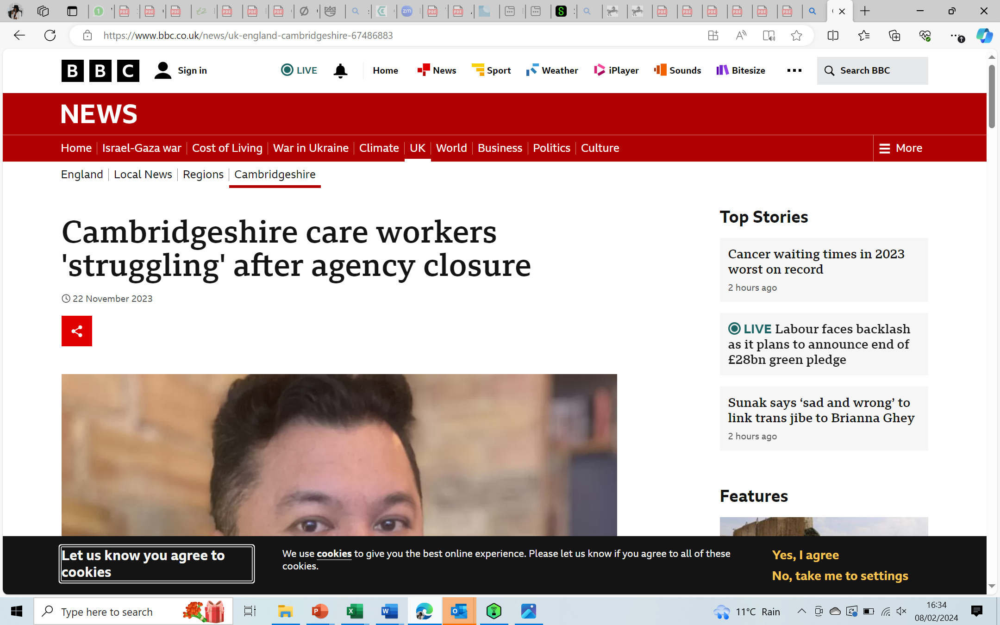 https://www.bbc.co.uk/news/uk-england-cambridgeshire-67486883
BBC Sign in LIVE Home News Sport Weather iPlayer Sounds Bitesize Search BBC
NEWS
Home Israel-Gaza war Cost of Living War in Ukraine Climate UK World Business Politics Culture More
England Local News Regions Cambridgeshire
Cambridgeshire care workers
'struggling' after agency closure
22 November 2023
Top Stories
Cancer waiting times in 2023
worst on record
2 hours ago
LIVE Labour faces backlash
as it plans to announce end of
£28bn green pledge
Sunak says ‘sad and wrong’ to
link trans jibe to Brianna Ghey
2 hours ago
Features
Let us know you agree to
cookies
We use cookies to give you the best online experience. Please let us know if you agree to all of these
cookies.
Yes, I agree
No, take me to settings
Type here to search
11°C Rain
16:34
08/02/2024